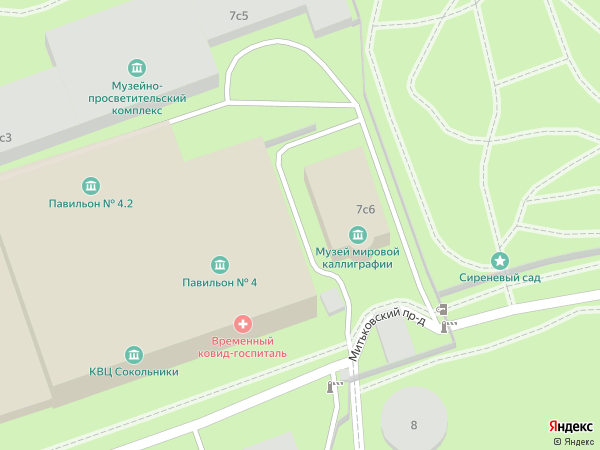 7с5
Музейно-
просветительский
комплекс
с3
Павильон № 4.2
7с6
Музей мировой
каллиграфии
Сиреневый сад
Павильон № 4
Митьковский пр-д
Временный
ковид-госпиталь
КВЦ Сокольники
8
Яндекс
© Яндекс